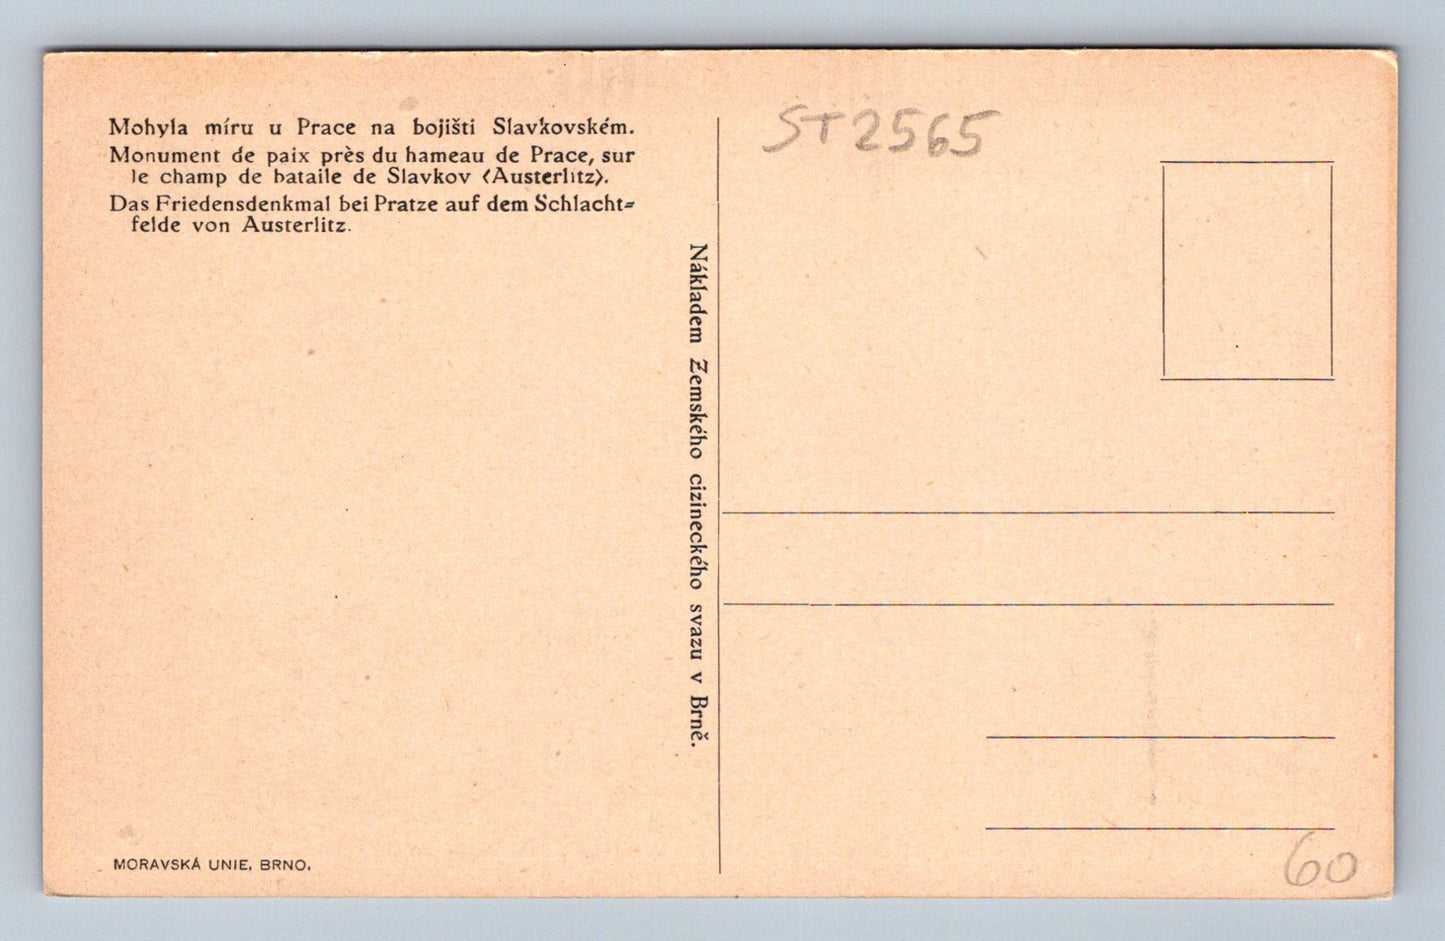 Mohyla míru u Prace na bojišti Slavkovském.
Monument de paix près du hameau de Prace, sur
le champ de bataile de Slavkov (Austerlitz).
Das Friedensdenkmal bei Pratze auf dem Schlacht=
felde von Austerlitz.
MORAVSKÁ UNIE, BRNO.
Nákladem Zemského cizineckého svazu v Brně.
ST2565
60